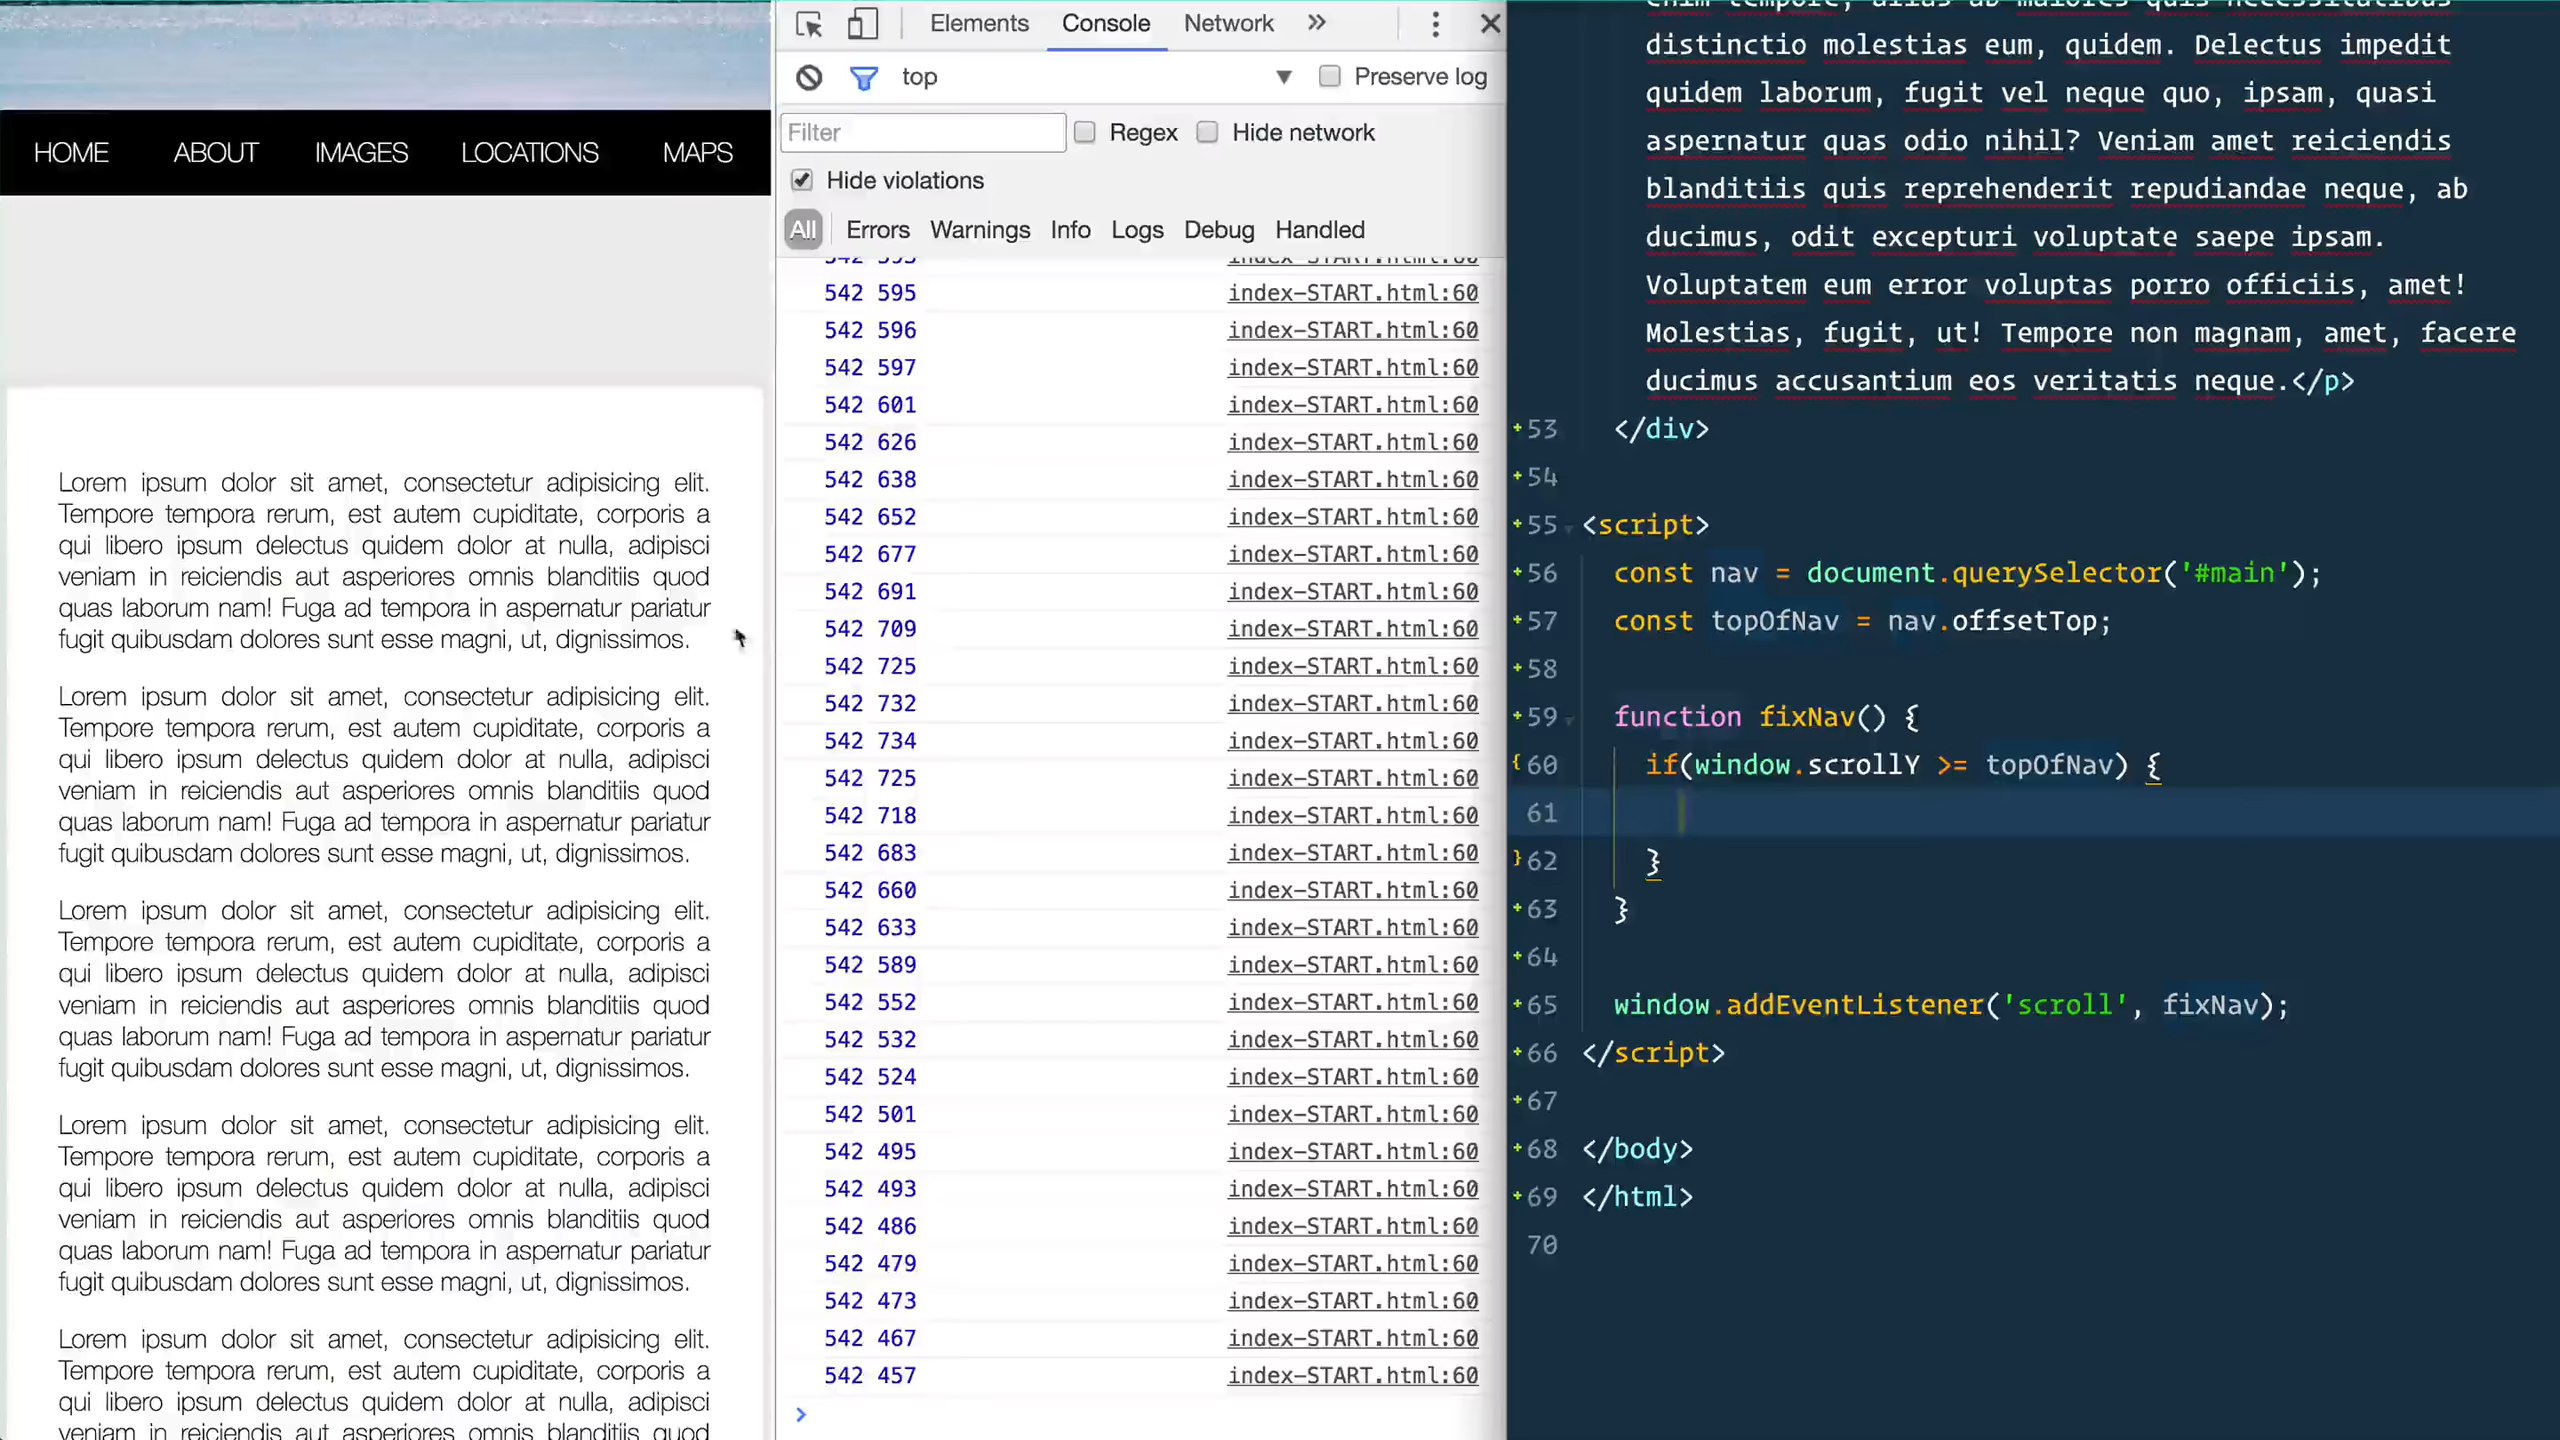 HOME ABOUT IMAGES LOCATIONS MAPS
Lorem ipsum dolor sit amet, consectetur adipisicing elit.
Tempore tempora rerum, est autem cupiditate, corporis a
qui libero ipsum delectus quidem dolor at nulla, adipisci
veniam in reiciendis aut asperiores omnis blanditiis quod
quas laborum nam! Fuga ad tempora in aspernatur pariatur
fugit quibusdam dolores sunt esse magni, ut, dignissimos.
Lorem ipsum dolor sit amet, consectetur adipisicing elit.
Tempore tempora rerum, est autem cupiditate, corporis a
qui libero ipsum delectus quidem dolor at nulla, adipisci
veniam in reiciendis aut asperiores omnis blanditiis quod
quas laborum nam! Fuga ad tempora in aspernatur pariatur
fugit quibusdam dolores sunt esse magni, ut, dignissimos.
Lorem ipsum dolor sit amet, consectetur adipisicing elit.
Tempore tempora rerum, est autem cupiditate, corporis a
qui libero ipsum delectus quidem dolor at nulla, adipisci
veniam in reiciendis aut asperiores omnis blanditiis quod
quas laborum nam! Fuga ad tempora in aspernatur pariatur
fugit quibusdam dolores sunt esse magni, ut, dignissimos.
Lorem ipsum dolor sit amet, consectetur adipisicing elit.
Tempore tempora rerum, est autem cupiditate, corporis a
qui libero ipsum delectus quidem dolor at nulla, adipisci
veniam in reiciendis aut asperiores omnis blanditiis quod
quas laborum nam! Fuga ad tempora in aspernatur pariatur
fugit quibusdam dolores sunt esse magni, ut, dignissimos.
Lorem ipsum dolor sit amet, consectetur adipisicing elit.
Tempore tempora rerum, est autem cupiditate, corporis a
qui libero ipsum delectus quidem dolor at nulla, adipisci
veniam in reiciendis aut asperiores omnis blanditiis quod
Elements Console Network »
top Preserve log
Filter Regex Hide network
Hide violations
All Errors Warnings Info Logs Debug Handled
542 595 index-START.html:60
542 595 index-START.html:60
542 596 index-START.html:60
542 597 index-START.html:60
542 601 index-START.html:60
542 626 index-START.html:60
542 638 index-START.html:60
542 652 index-START.html:60
542 677 index-START.html:60
542 691 index-START.html:60
542 709 index-START.html:60
542 725 index-START.html:60
542 732 index-START.html:60
542 734 index-START.html:60
542 725 index-START.html:60
542 718 index-START.html:60
542 683 index-START.html:60
542 660 index-START.html:60
542 633 index-START.html:60
542 589 index-START.html:60
542 552 index-START.html:60
542 532 index-START.html:60
542 524 index-START.html:60
542 501 index-START.html:60
542 495 index-START.html:60
542 493 index-START.html:60
542 486 index-START.html:60
542 479 index-START.html:60
542 473 index-START.html:60
542 467 index-START.html:60
542 457 index-START.html:60
>
enim tempore, alias ab maiores quis necessitatibus
distinctio molestias eum, quidem. Delectus impedit
quidem laborum, fugit vel neque quo, ipsam, quasi
aspernatur quas odio nihil? Veniam amet reiciendis
blanditiis quis reprehenderit repudiandae neque, ab
ducimus, odit excepturi voluptate saepe ipsam.
Voluptatem eum error voluptas porro officiis, amet!
Molestias, fugit, ut! Tempore non magnam, amet, facere
ducimus accusantium eos veritatis neque.</p>
53 </div>
54
55 <script>
56 const nav = document.querySelector('#main');
57 const topOfNav = nav.offsetTop;
58
59 function fixNav() {
60 if(window.scrollY >= topOfNav) {
61
62 }
63 }
64
65 window.addEventListener('scroll', fixNav);
66 </script>
67
68 </body>
69 </html>
70